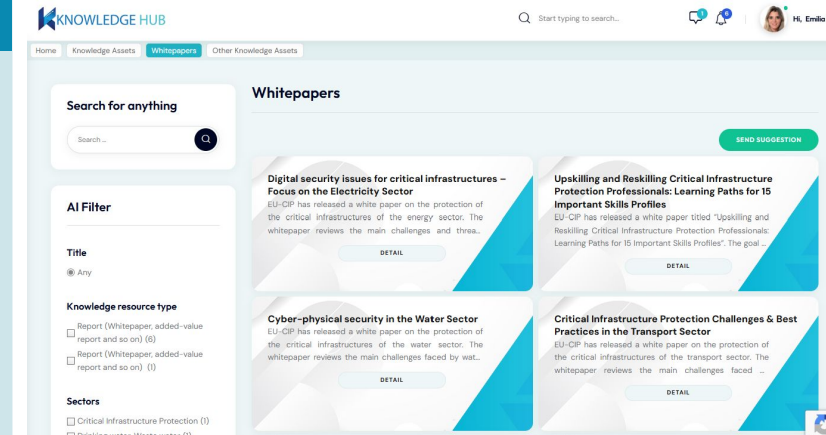 KNOWLEDGE HUB
Start typing to search...
1
6
Hi, Emilia
Home
Knowledge Assets
Whitepapers
Other Knowledge Assets
Search for anything
Search ...
AI Filter
Title
Any
Knowledge resource type
Report (Whitepaper, added-value
report and so on) (6)
Report (Whitepaper, added-value
report and so on) (1)
Sectors
Critical Infrastructure Protection (1)
Whitepapers
SEND SUGGESTION
Digital security issues for critical infrastructures –
Focus on the Electricity Sector
EU-CIP has released a white paper on the protection of
the critical infrastructures of the energy sector. The
whitepaper reviews the main challenges and threa...
DETAIL
Upskilling and Reskilling Critical Infrastructure
Protection Professionals: Learning Paths for 15
Important Skills Profiles
EU-CIP has released a white paper titled "Upskilling and
Reskilling Critical Infrastructure Protection Professionals:
Learning Paths for 15 Important Skills Profiles". The goal ...
DETAIL
Cyber-physical security in the Water Sector
EU-CIP has released a white paper on the protection of
the critical infrastructures of the water sector. The
whitepaper reviews the main challenges faced by wat...
DETAIL
Critical Infrastructure Protection Challenges & Best
Practices in the Transport Sector
EU-CIP has released a white paper on the protection of
the critical infrastructures of the transport sector. The
whitepaper reviews the main challenges faced ...
DETAIL